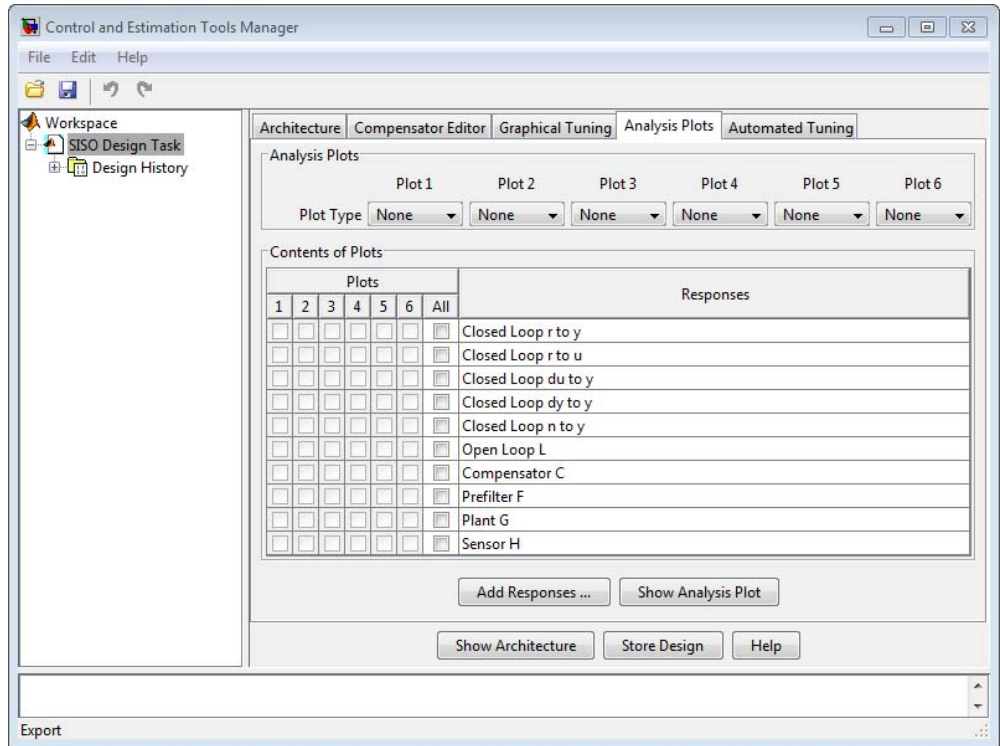 Control and Estimation Tools Manager
File Edit Help
Workspace
SISO Design Task
Design History
Architecture Compensator Editor Graphical Tuning Analysis Plots Automated Tuning
Analysis Plots
Plot 1 Plot 2 Plot 3 Plot 4 Plot 5 Plot 6
Plot Type None None None None None None
Contents of Plots
Plots
Responses
1 2 3 4 5 6 All
Closed Loop r to y
Closed Loop r to u
Closed Loop du to y
Closed Loop dy to y
Closed Loop n to y
Open Loop L
Compensator C
Prefilter F
Plant G
Sensor H
Add Responses ... Show Analysis Plot
Show Architecture Store Design Help
Export